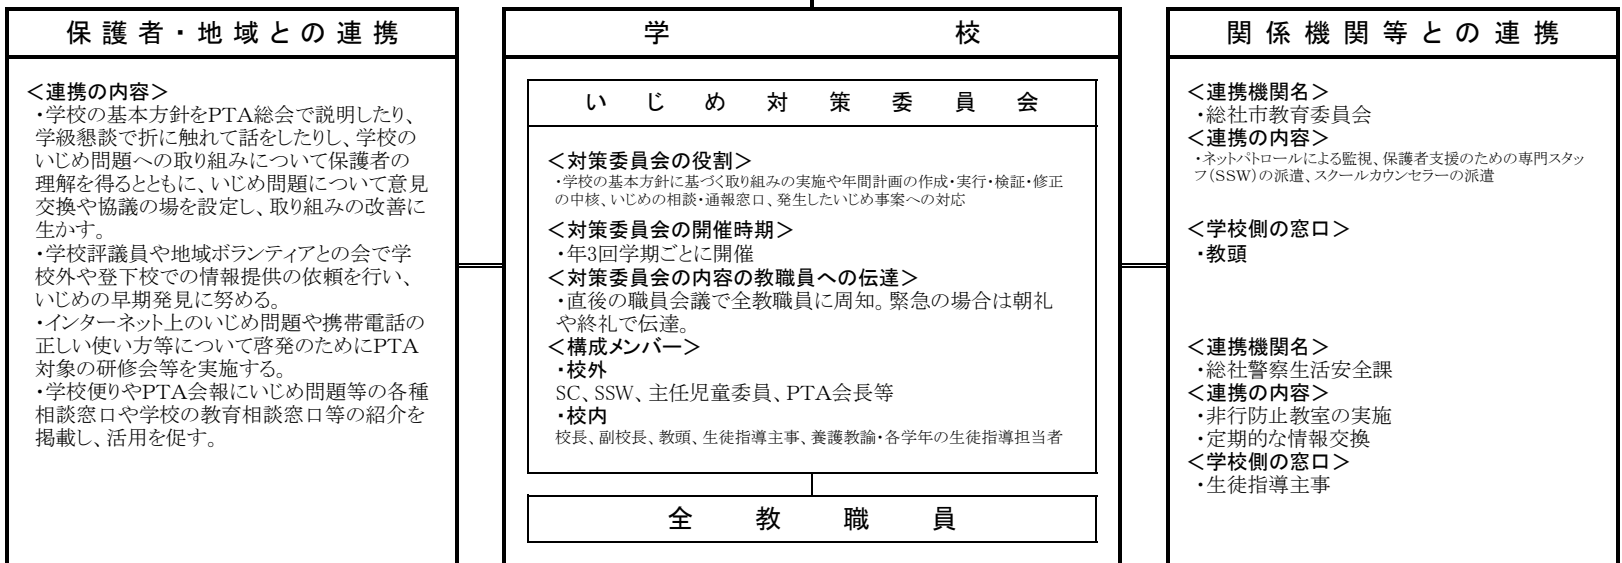 保護者・地域との連携
＜連携の内容＞
・学校の基本方針をPTA総会で説明したり、
学級懇談で折に触れて話をしたりし、学校の
いじめ問題への取り組みについて保護者の
理解を得るとともに、いじめ問題について意見
交換や協議の場を設定し、取り組みの改善に
生かす。
・学校評議員や地域ボランティアとの会で学
校外や登下校での情報提供の依頼を行い、
いじめの早期発見に努める。
・インターネット上のいじめ問題や携帯電話の
正しい使い方等について啓発のためにPTA
対象の研修会等を実施する。
・学校便りやPTA会報にいじめ問題等の各種
相談窓口や学校の教育相談窓口等の紹介を
掲載し、活用を促す。
学校
いじめ対策委員会
＜対策委員会の役割＞
・学校の基本方針に基づく取り組みの実施や年間計画の作成・実行・検証・修正
の中核、いじめの相談・通報窓口、発生したいじめ事案への対応
＜対策委員会の開催時期＞
・年3回学期ごとに開催
＜対策委員会の内容の教職員への伝達＞
・直後の職員会議で全教職員に周知。緊急の場合は朝礼
や終礼で伝達。
＜構成メンバー＞
・校外
SC、SSW、主任児童委員、PTA会長等
・校内
校長、副校長、教頭、生徒指導主事、養護教諭・各学年の生徒指導担当者
全教職員
関係機関等との連携
＜連携機関名＞
・総社市教育委員会
＜連携の内容＞
・ネットパトロールによる監視、保護者支援のための専門スタッ
フ（SSW）の派遣、スクールカウンセラーの派遣
＜学校側の窓口＞
・教頭
＜連携機関名＞
・総社警察生活安全課
＜連携の内容＞
・非行防止教室の実施
・定期的な情報交換
＜学校側の窓口＞
・生徒指導主事